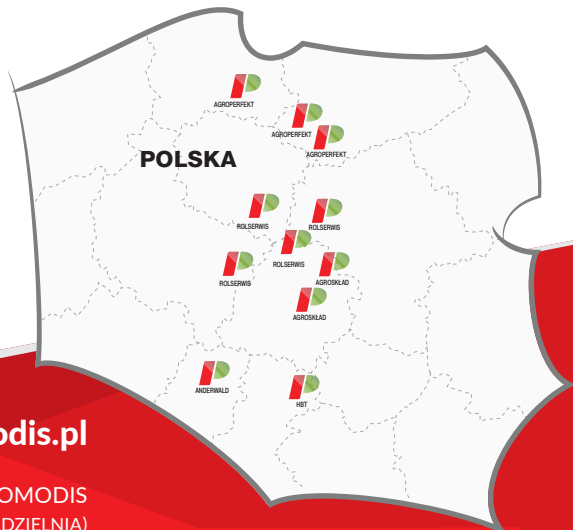 AGROPERFEKT
AGROPERFEKT
AGROPERFEKT
POLSKA
ROLSERWIS
ROLSERWIS
ROLSERWIS
ROLSERWIS
AGROSKŁAD
AGROSKŁAD
ANDERWALD
HBT
odis.pl
OMODIS
DZIELNIA)